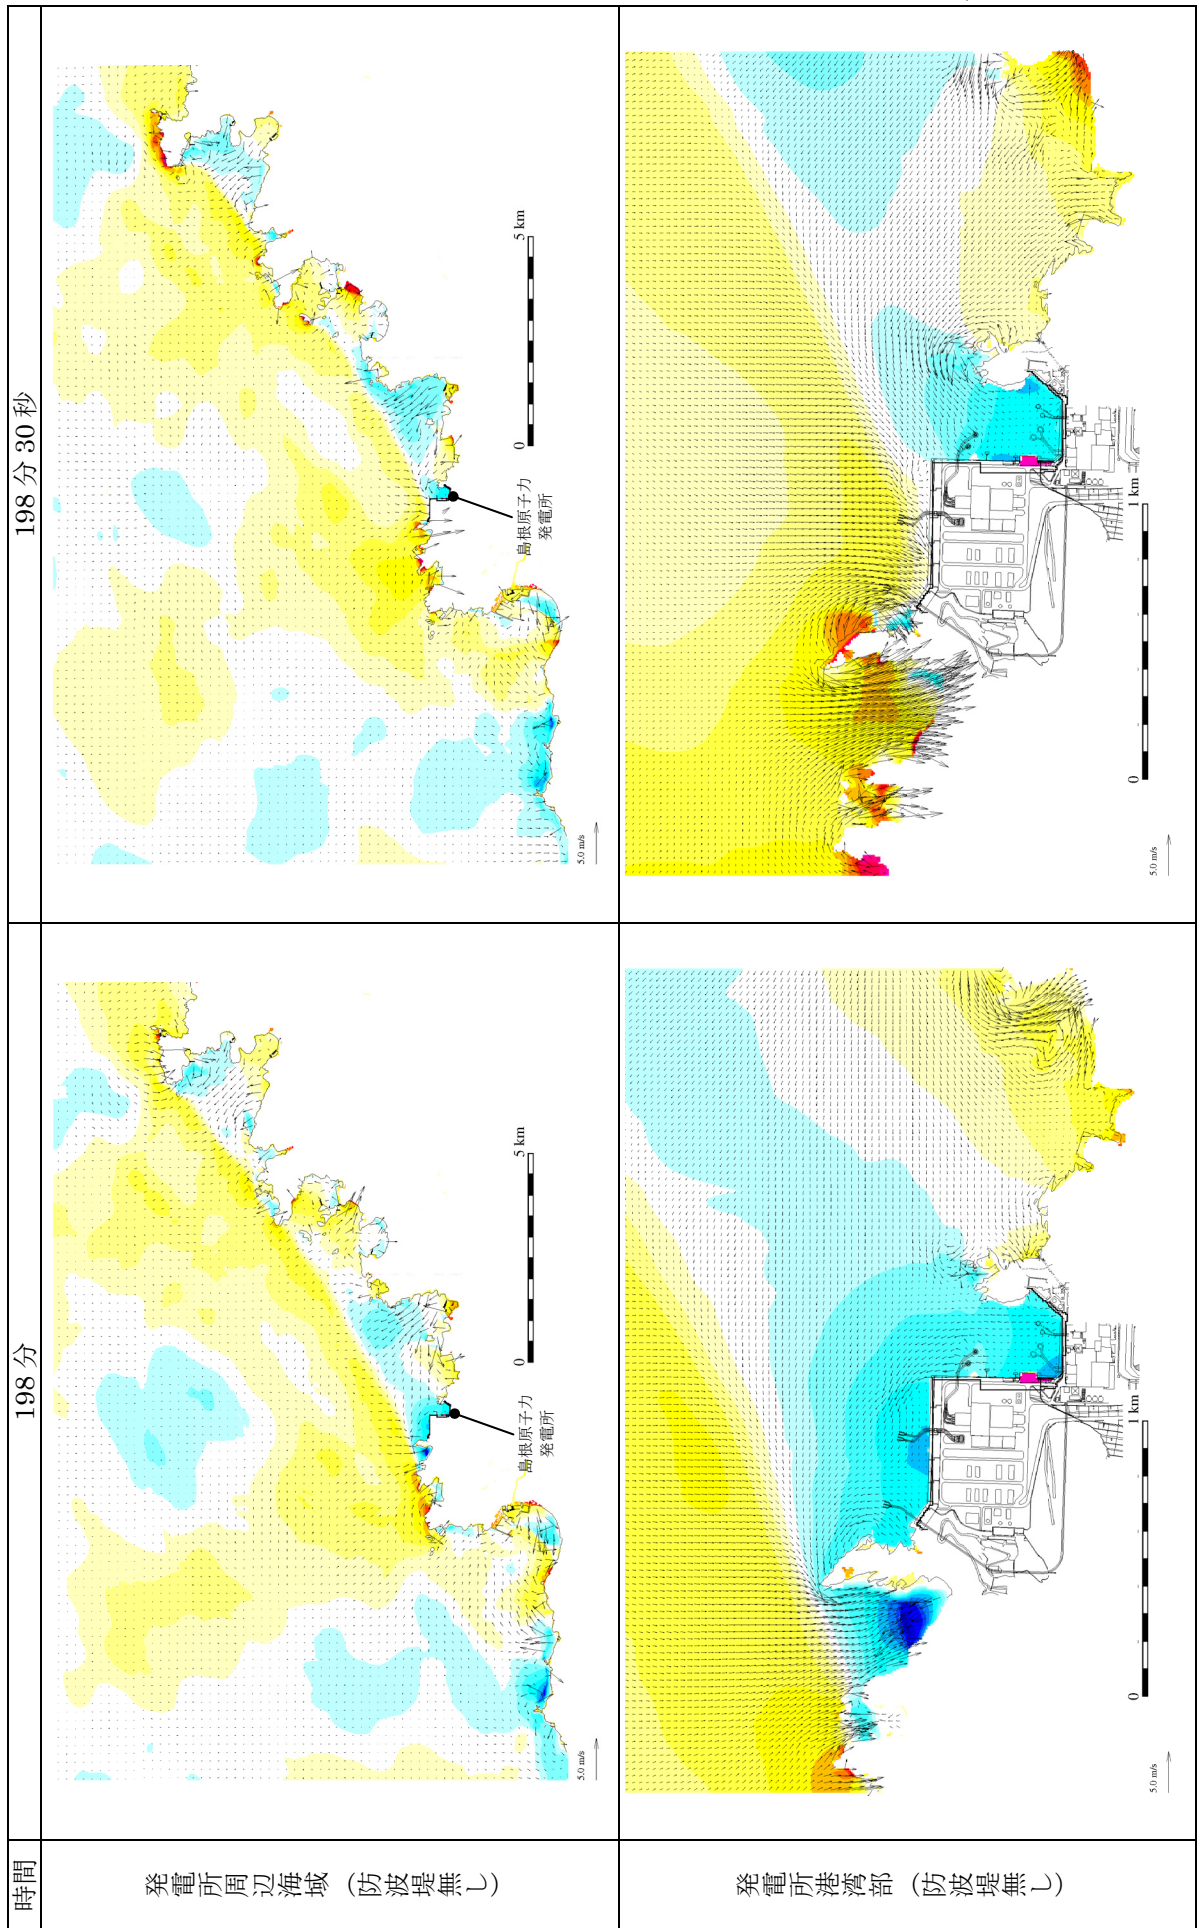 時間
198分
198分30秒
発電所周辺海域（防波堤無し）
島根原子力
発電所
0
5 km
5.0 m/s
島根原子力
発電所
0
5 km
5.0 m/s
発電所港湾部（防波堤無し）
0
1 km
5.0 m/s
0
1 km
5.0 m/s